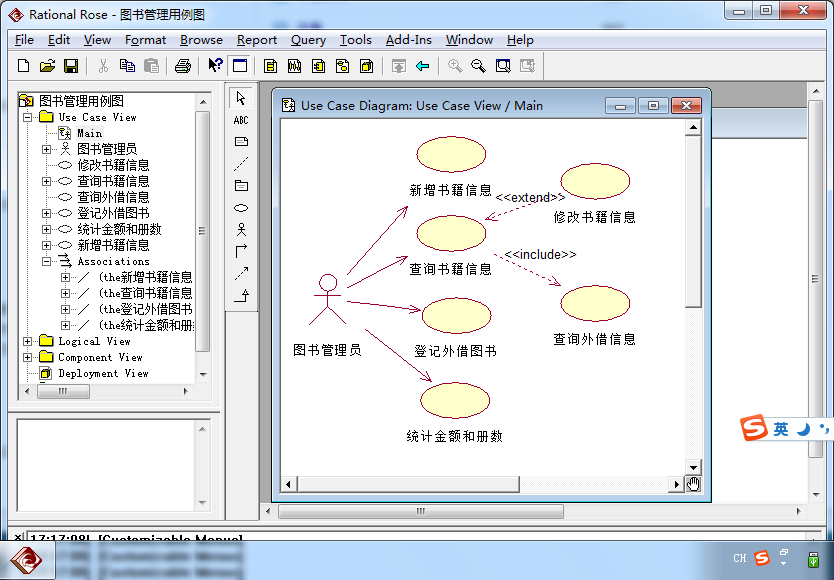 Rational Rose - 图书管理用例图
File Edit View Format Browse Report Query Tools Add-Ins Window Help
图书管理用例图
Use Case View
Main
图书管理员
修改书籍信息
查询书籍信息
查询外借信息
登记外借图书
统计金额和册数
新增书籍信息
Associations
(the新增书籍信息
(the查询书籍信息
(the登记外借图书
(the统计金额和册
Logical View
Component View
Deployment View
ABC
Use Case Diagram: Use Case View / Main
新增书籍信息
<<extend>>
修改书籍信息
查询书籍信息
<<include>>
查询外借信息
图书管理员
登记外借图书
统计金额和册数
英
17:17:08| [Customizable Menus]
CH